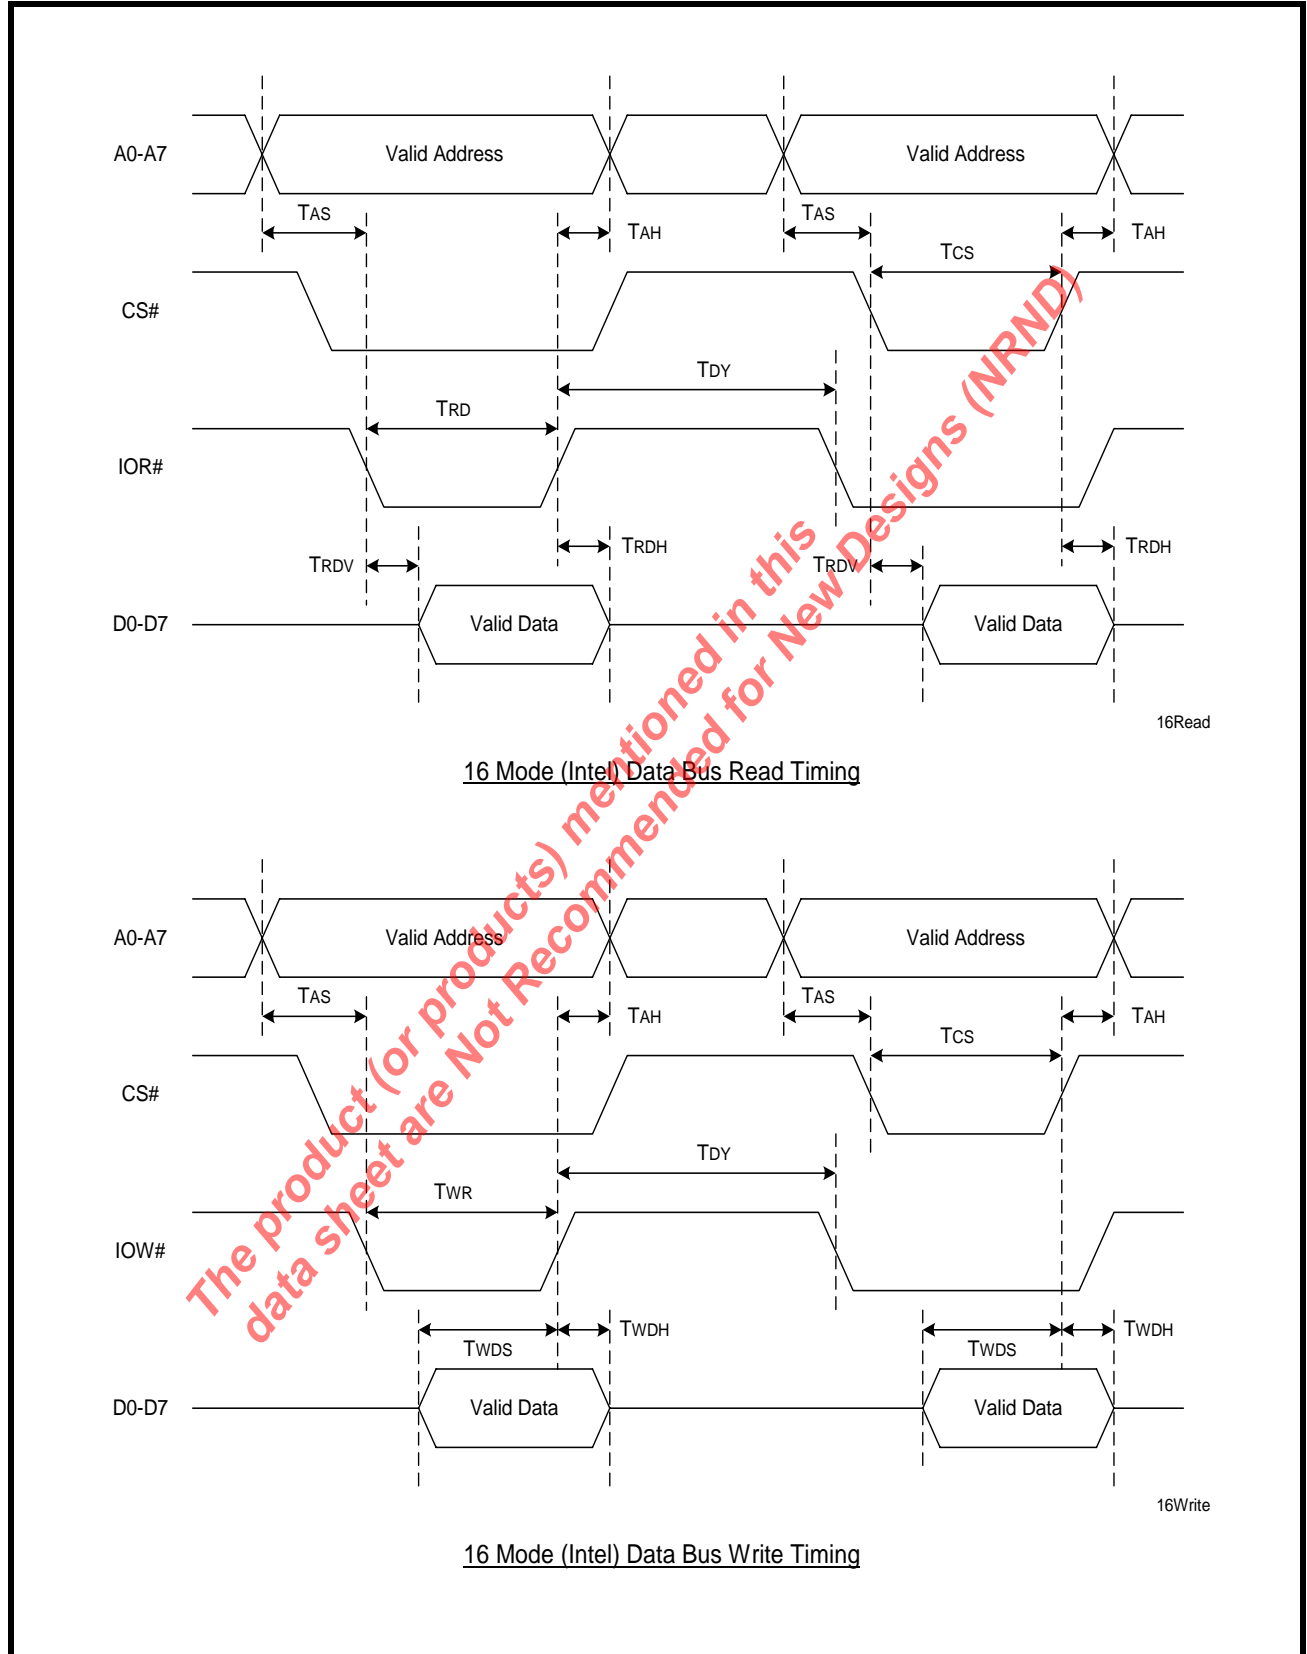 A0-A7 Valid Address Valid Address
TAS TAH TAS TAH
TCS
CS#
TDY
TRD
IOR#
TRDH TRDH
TRDV TRDV
D0-D7 Valid Data Valid Data
16Read
16 Mode (Intel) Data Bus Read Timing
A0-A7 Valid Address Valid Address
TAS TAH TAS TAH
TCS
CS#
TDY
TWR
IOW#
TWDH TWDH
TWDS TWDS
D0-D7 Valid Data Valid Data
16Write
16 Mode (Intel) Data Bus Write Timing
The product (or products) mentioned in this
data sheet are Not Recommended for New Designs (NRND)